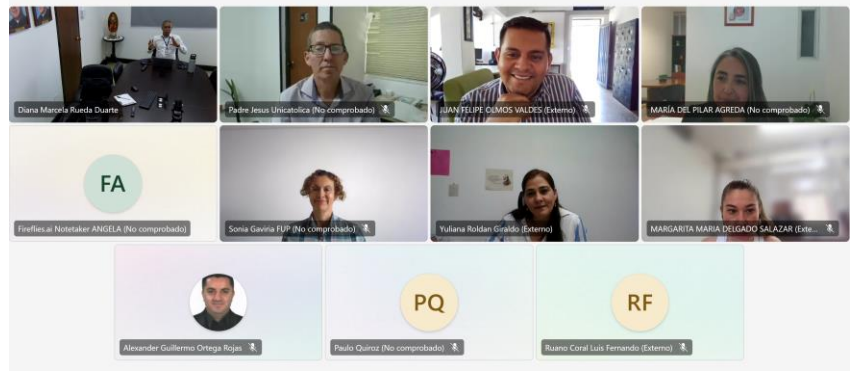 Diana Marcela Rueda Duarte
Padre Jesus Unicatolica (No comprobado)
JUAN FELIPE OLMOS VALDES (Externo)
MARÍA DEL PILAR AGREDA (No comprobado)
FA
Fireflies.ai Notetaker ANGELA (No comprobado)
Sonia Gaviria FUP (No comprobado)
Yuliana Roldan Giraldo (Externo)
MARGARITA MARIA DELGADO SALAZAR (Exte...
Alexander Guillermo Ortega Rojas
PQ
Paulo Quiroz (No comprobado)
RF
Ruano Coral Luis Fernando (Externo)